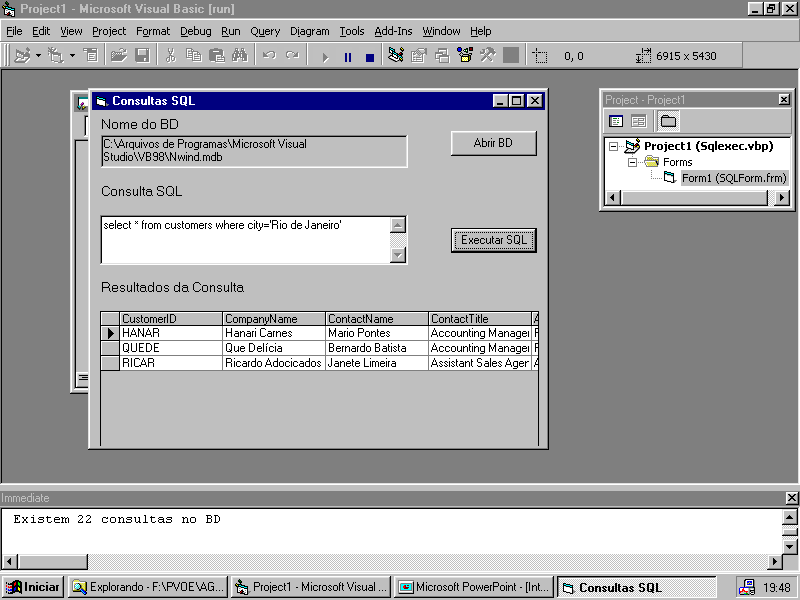 Project1 - Microsoft Visual Basic [run]
File Edit View Project Format Debug Run Query Diagram Tools Add-Ins Window Help
0, 0 6915 x 5430
Consultas SQL
Nome do BD
C:\Arquivos de Programas\Microsoft Visual
Studio\VB98\Nwind.mdb
Abrir BD
Consulta SQL
select * from customers where city='Rio de Janeiro'
Executar SQL
Resultados da Consulta
CustomerID CompanyName ContactName ContactTitle
HANAR Hanari Carnes Mario Pontes Accounting Manager
QUEDE Que Delícia Bernardo Batista Accounting Manager
RICAR Ricardo Adocicados Janete Limeira Assistant Sales Agen
Project - Project1
Project1 (Sqlexec.vbp)
Forms
Form1 (SQLForm.frm)
Immediate
Existem 22 consultas no BD
Iniciar Explorando - F:\PVOE\AG... Project1 - Microsoft Visual ... Microsoft PowerPoint - [Int... Consultas SQL 19:48